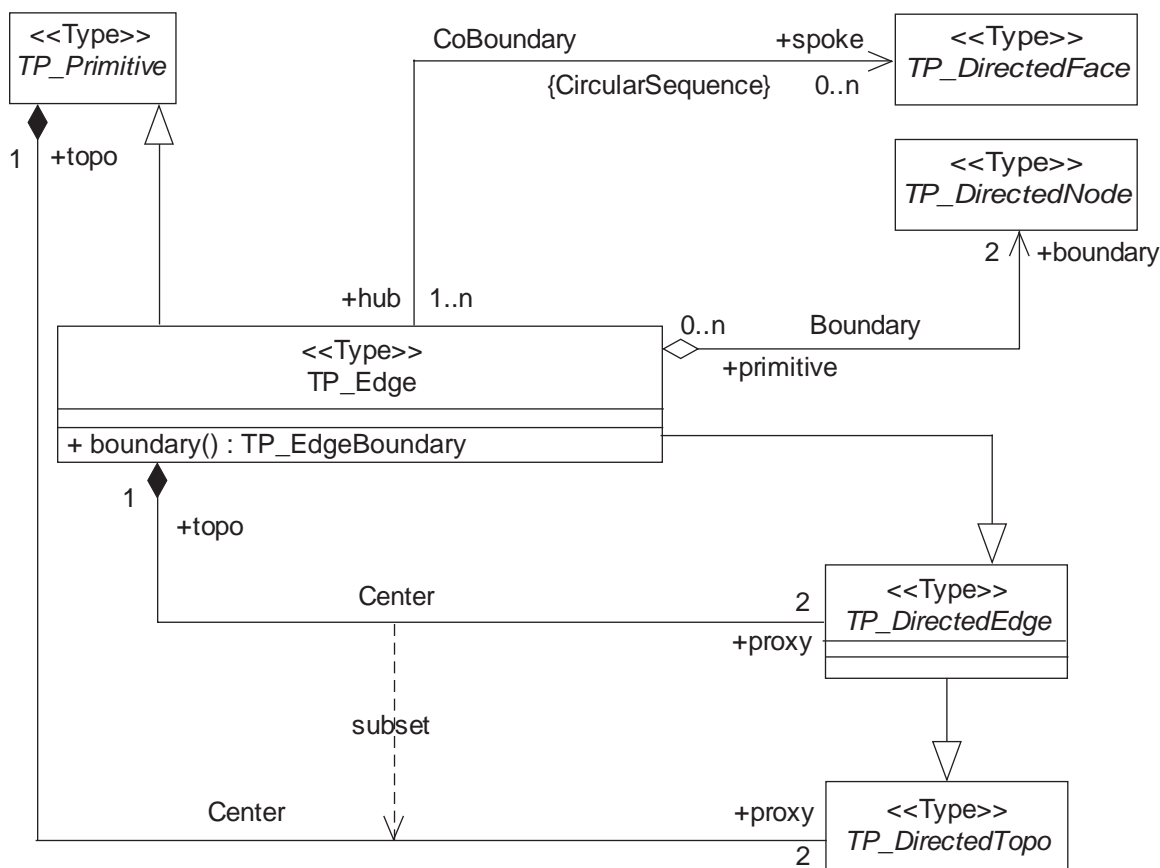 <<Type>>
TP_Primitive
1
+topo
CoBoundary
+spoke
{CircularSequence}
0..n
<<Type>>
TP_DirectedFace
<<Type>>
TP_DirectedNode
2
+boundary
+hub
1..n
<<Type>>
TP_Edge
+ boundary() : TP_EdgeBoundary
0..n
Boundary
+primitive
1
+topo
Center
2
+proxy
<<Type>>
TP_DirectedEdge
subset
Center
+proxy
2
<<Type>>
TP_DirectedTopo